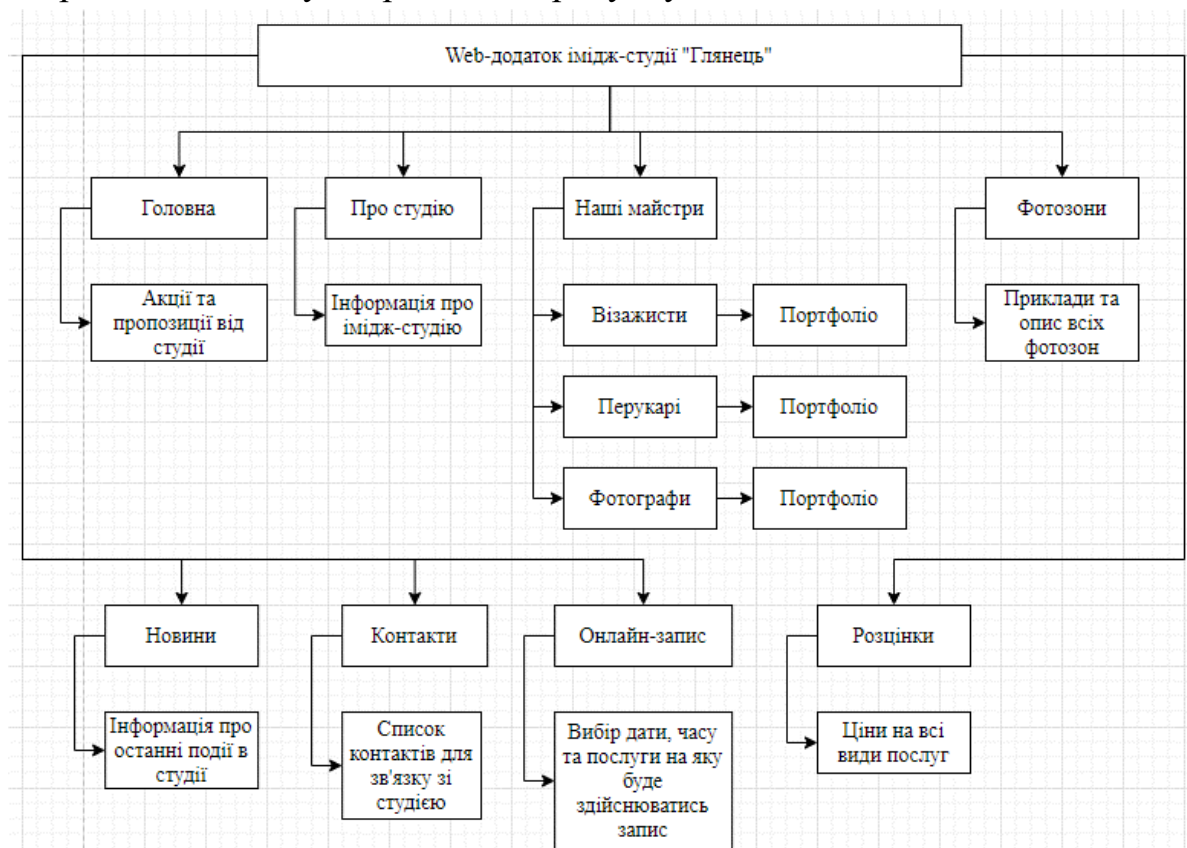 Web-додаток імідж-студії "Глянець"
Головна
Про студію
Наші майстри
Фотозони
Акції та
пропозиції від
студії
Інформація про
імідж-студію
Візажисти
Портфоліо
Приклади та
опис всіх
фотозон
Перукарі
Портфоліо
Фотографи
Портфоліо
Новини
Контакти
Онлайн-запис
Розцінки
Інформація про
останні події в
студії
Список
контактів для
зв'язку зі
студією
Вибір дати, часу
та послуги на яку
буде
здійснюватись
запис
Ціни на всі
види послуг